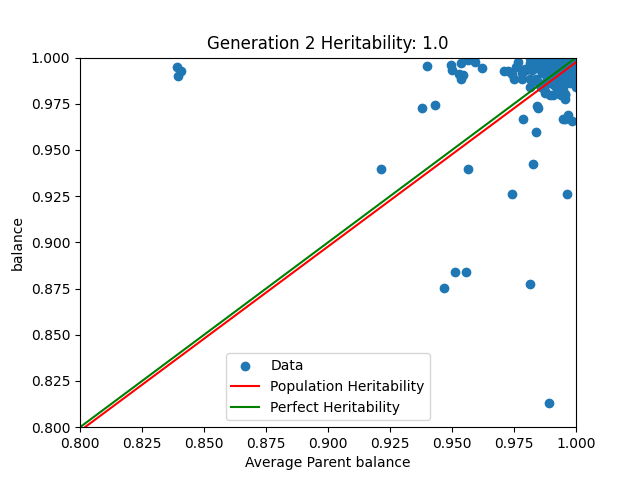 Generation 2 Heritability: 1.0
1.000
0.975
0.950
0.925
0.900
0.875
0.850
0.825
0.800
balance
Data
Population Heritability
Perfect Heritability
0.800 0.825 0.850 0.875 0.900 0.925 0.950 0.975 1.000
Average Parent balance